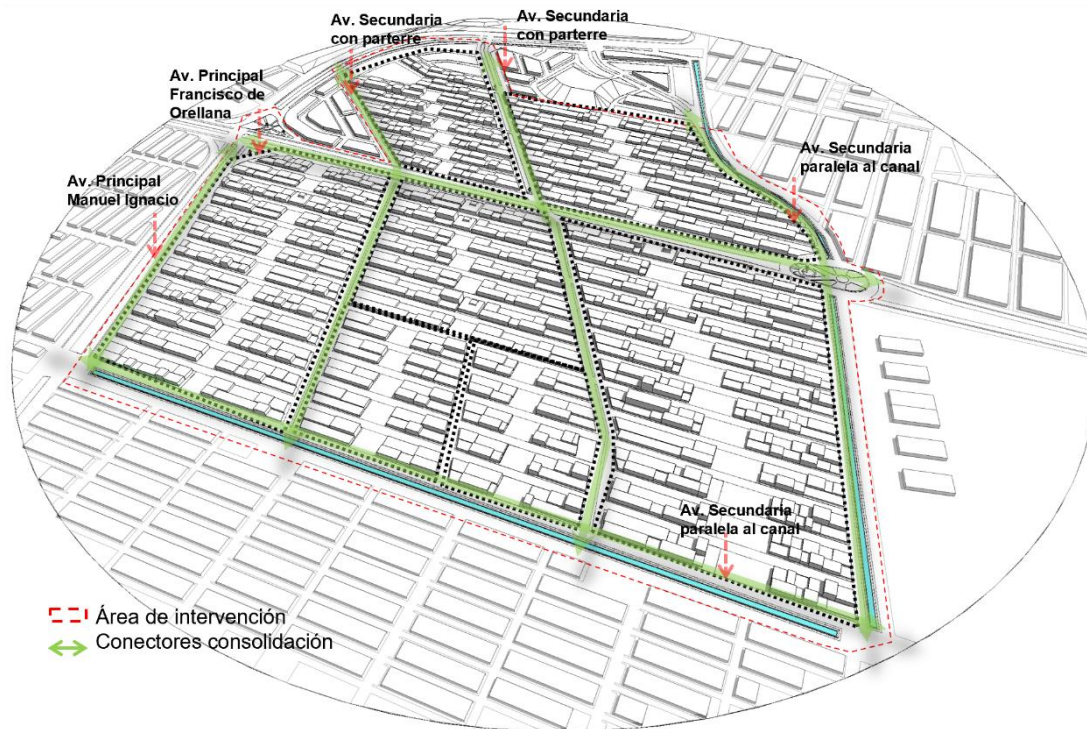 Av. Secundaria
con parterre
Av. Secundaria
con parterre
Av. Principal
Francisco de
Orellana
Av. Secundaria
paralela al canal
Av. Principal
Manuel Ignacio
Av. Secundaria
paralela al canal
Área de intervención
Conectores consolidación